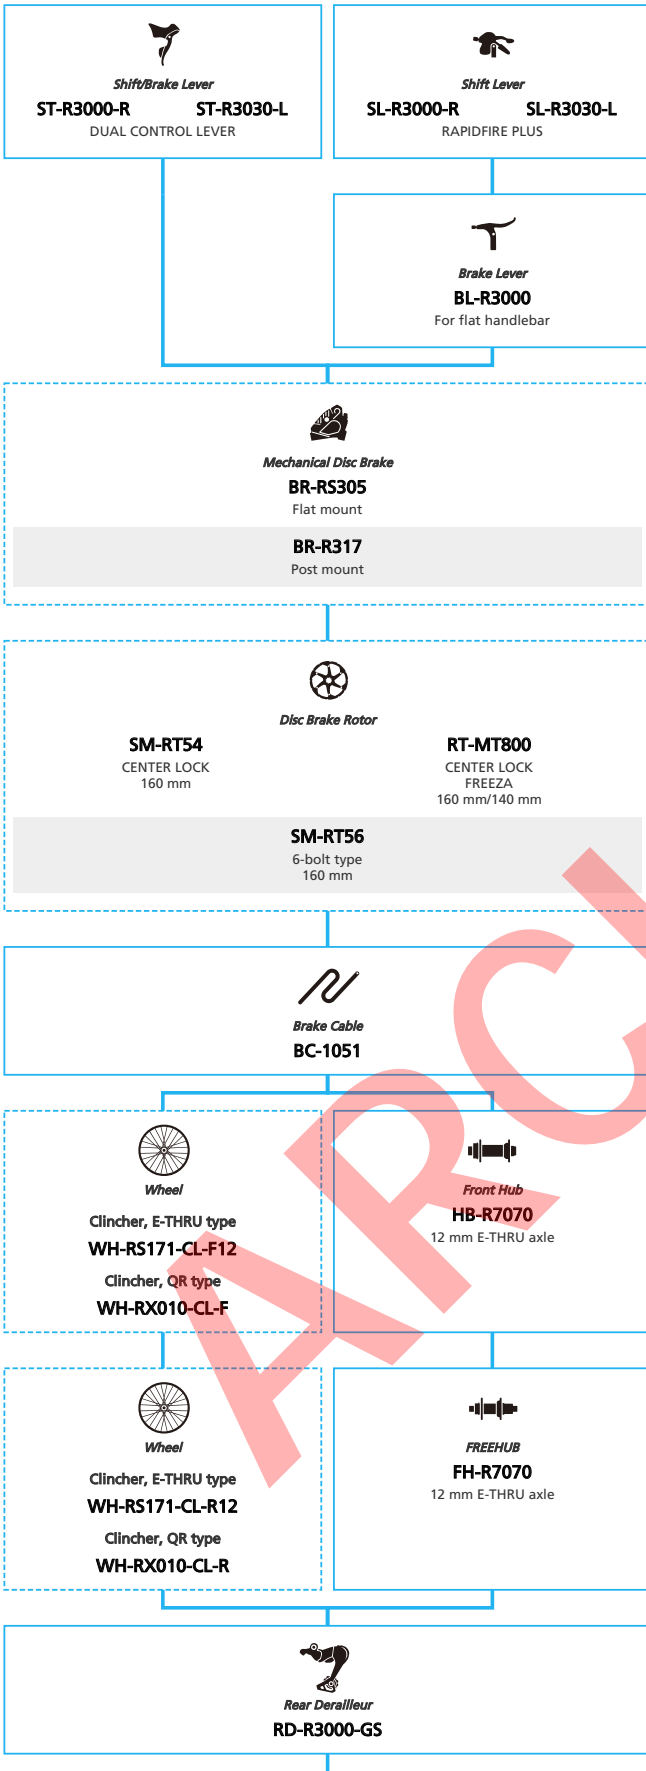 Shift/Brake Lever
ST-R3000-R ST-R3030-L
DUAL CONTROL LEVER
Shift Lever
SL-R3000-R SL-R3030-L
RAPIDFIRE PLUS
Brake Lever
BL-R3000
For flat handlebar
Mechanical Disc Brake
BR-RS305
Flat mount
BR-R317
Post mount
Disc Brake Rotor
SM-RT54
CENTER LOCK
160 mm
RT-MT800
CENTER LOCK
FREEZA
160 mm/140 mm
SM-RT56
6-bolt type
160 mm
Brake Cable
BC-1051
Wheel
Clincher, E-THRU type
WH-RS171-CL-F12
Clincher, QR type
WH-RX010-CL-F
Front Hub
HB-R7070
12 mm E-THRU axle
Wheel
Clincher, E-THRU type
WH-RS171-CL-R12
Clincher, QR type
WH-RX010-CL-R
FREEHUB
FH-R7070
12 mm E-THRU axle
Rear Derailleur
RD-R3000-GS
ARC